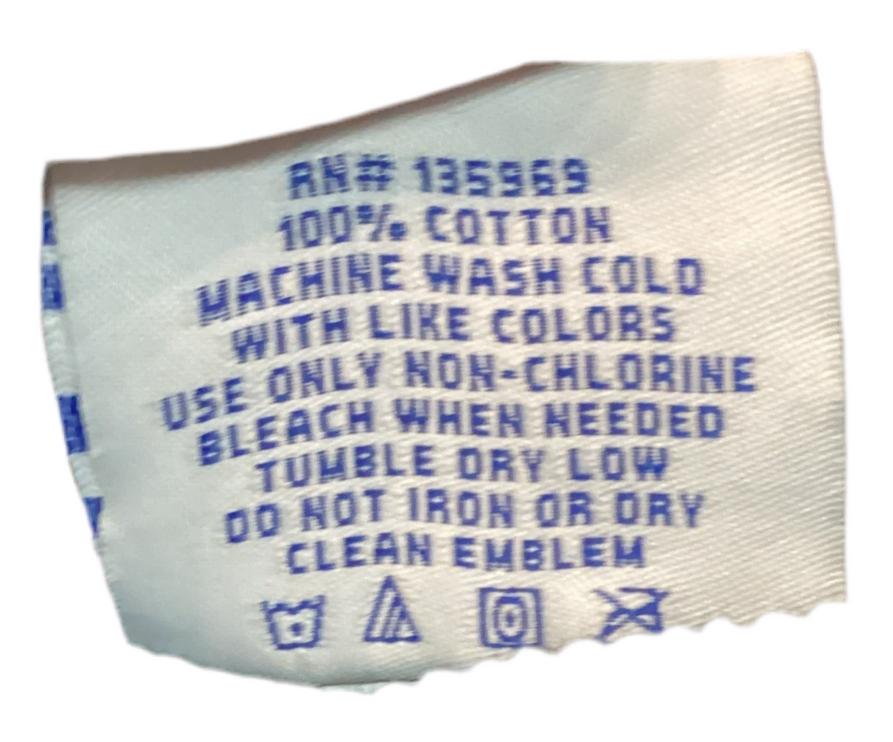 RN# 135969
100% COTTON
MACHINE WASH COLD
WITH LIKE COLORS
USE ONLY NON-CHLORINE
BLEACH WHEN NEEDED
TUMBLE DRY LOW
DO NOT IRON OR DRY
CLEAN EMBLEM